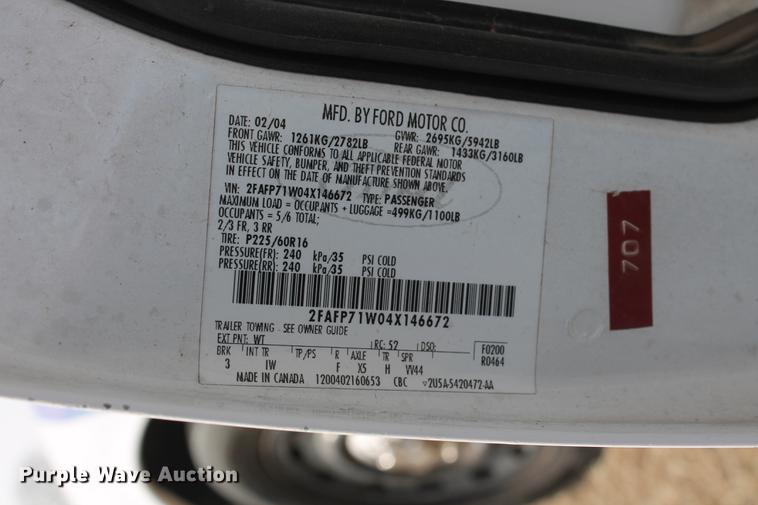 MFD. BY FORD MOTOR CO.
DATE: 02/04 GVWR: 2695KG/5942LB
FRONT GAWR: 1261KG/2782LB REAR GAWR: 1433KG/3160LB
THIS VEHICLE CONFORMS TO ALL APPLICABLE FEDERAL MOTOR
VEHICLE SAFETY, BUMPER, AND THEFT PREVENTION STANDARDS
IN EFFECT ON THE DATE OF MANUFACTURE SHOWN ABOVE.
VIN: 2FAFP71W04X146672 TYPE: PASSENGER
MAXIMUM LOAD = OCCUPANTS + LUGGAGE =499KG/1100LB
OCCUPANTS = 5/6 TOTAL;
2/3 FR, 3 RR
TIRE: P225/60R16
PRESSURE(FR): 240 kPa/35 PSI COLD
PRESSURE(RR): 240 kPa/35 PSI COLD
2FAFP71W04X146672
TRAILER TOWING - SEE OWNER GUIDE
EXT PNT: WT RC: 52 DSO: F0200
BRK INT TR TP/PS R AXLE TR SPR R0464
3 IW F X5 H VV44
MADE IN CANADA 1200402160653 CBC 2U5A-5420472-AA
707
Purple Wave Auction